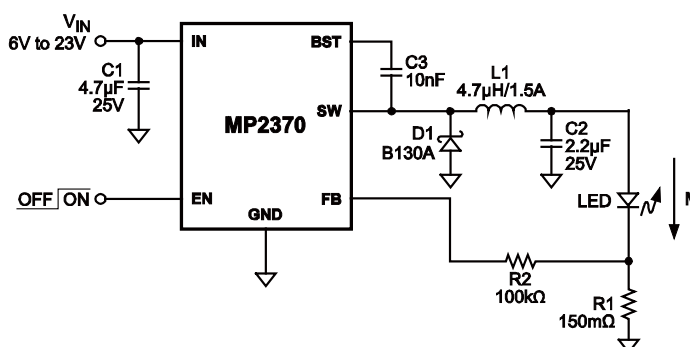 VIN
6V to 23V
C1
4.7µF
25V
IN
BST
C3
10nF
SW
MP2370
L1
4.7µH/1.5A
D1
B130A
C2
2.2µF
25V
LED
OFF ON
EN
FB
GND
R2
100kΩ
R1
150mΩ